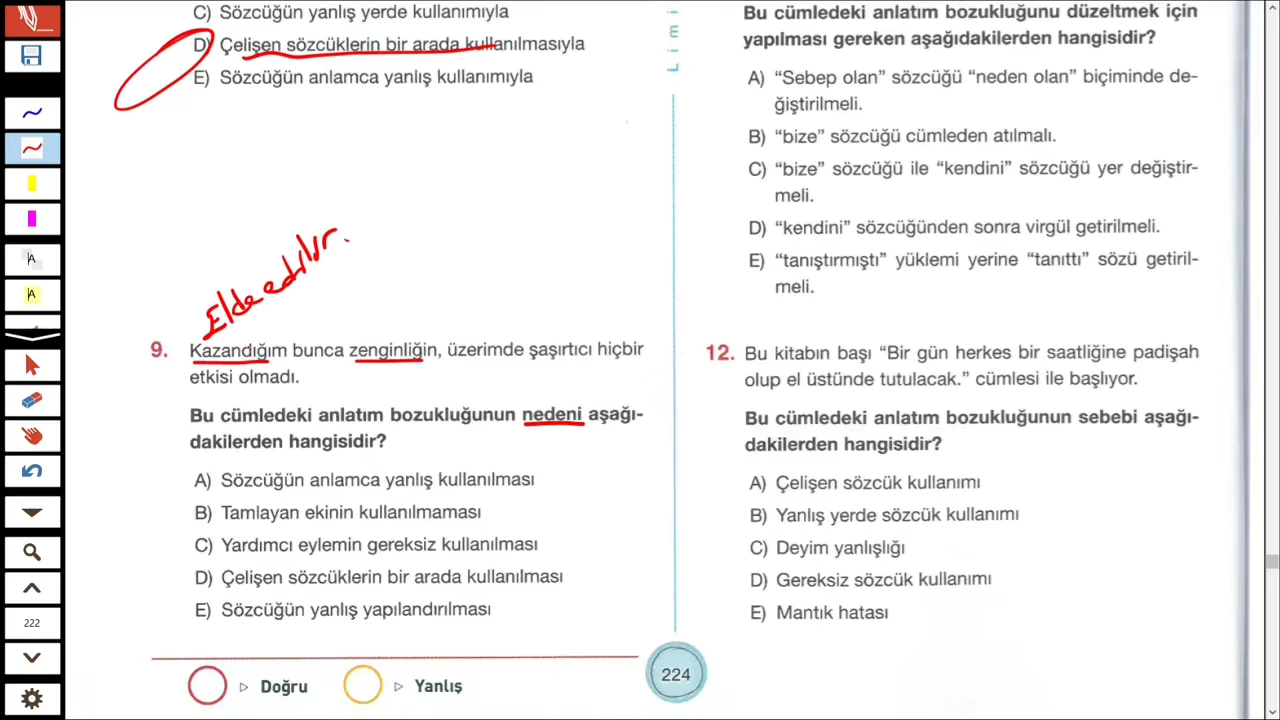 C) Sözcüğün yanlış yerde kullanımıyla
D) Çelişen sözcüklerin bir arada kullanılmasıyla
E) Sözcüğün anlamca yanlış kullanımıyla
Elde edilir.
9. Kazandığım bunca zenginliğin, üzerimde şaşırtıcı hiçbir
etkisi olmadı.
Bu cümledeki anlatım bozukluğunun nedeni aşağı-
dakilerden hangisidir?
A) Sözcüğün anlamca yanlış kullanılması
B) Tamlayan ekinin kullanılmaması
C) Yardımcı eylemin gereksiz kullanılması
D) Çelişen sözcüklerin bir arada kullanılması
E) Sözcüğün yanlış yapılandırılması
Doğru
Yanlış
Limi
224
Bu cümledeki anlatım bozukluğunu düzeltmek için
yapılması gereken aşağıdakilerden hangisidir?
A) “Sebep olan” sözcüğü “neden olan” biçiminde de-
ğiştirilmeli.
B) “bize” sözcüğü cümleden atılmalı.
C) “bize” sözcüğü ile “kendini” sözcüğü yer değiştir-
meli.
D) “kendini” sözcüğünden sonra virgül getirilmeli.
E) “tanıştırmıştı” yüklemi yerine “tanıttı” sözü getiril-
meli.
12. Bu kitabın başı “Bir gün herkes bir saatliğine padişah
olup el üstünde tutulacak.” cümlesi ile başlıyor.
Bu cümledeki anlatım bozukluğunun sebebi aşağı-
dakilerden hangisidir?
A) Çelişen sözcük kullanımı
B) Yanlış yerde sözcük kullanımı
C) Deyim yanlışlığı
D) Gereksiz sözcük kullanımı
E) Mantık hatası
A
A
222